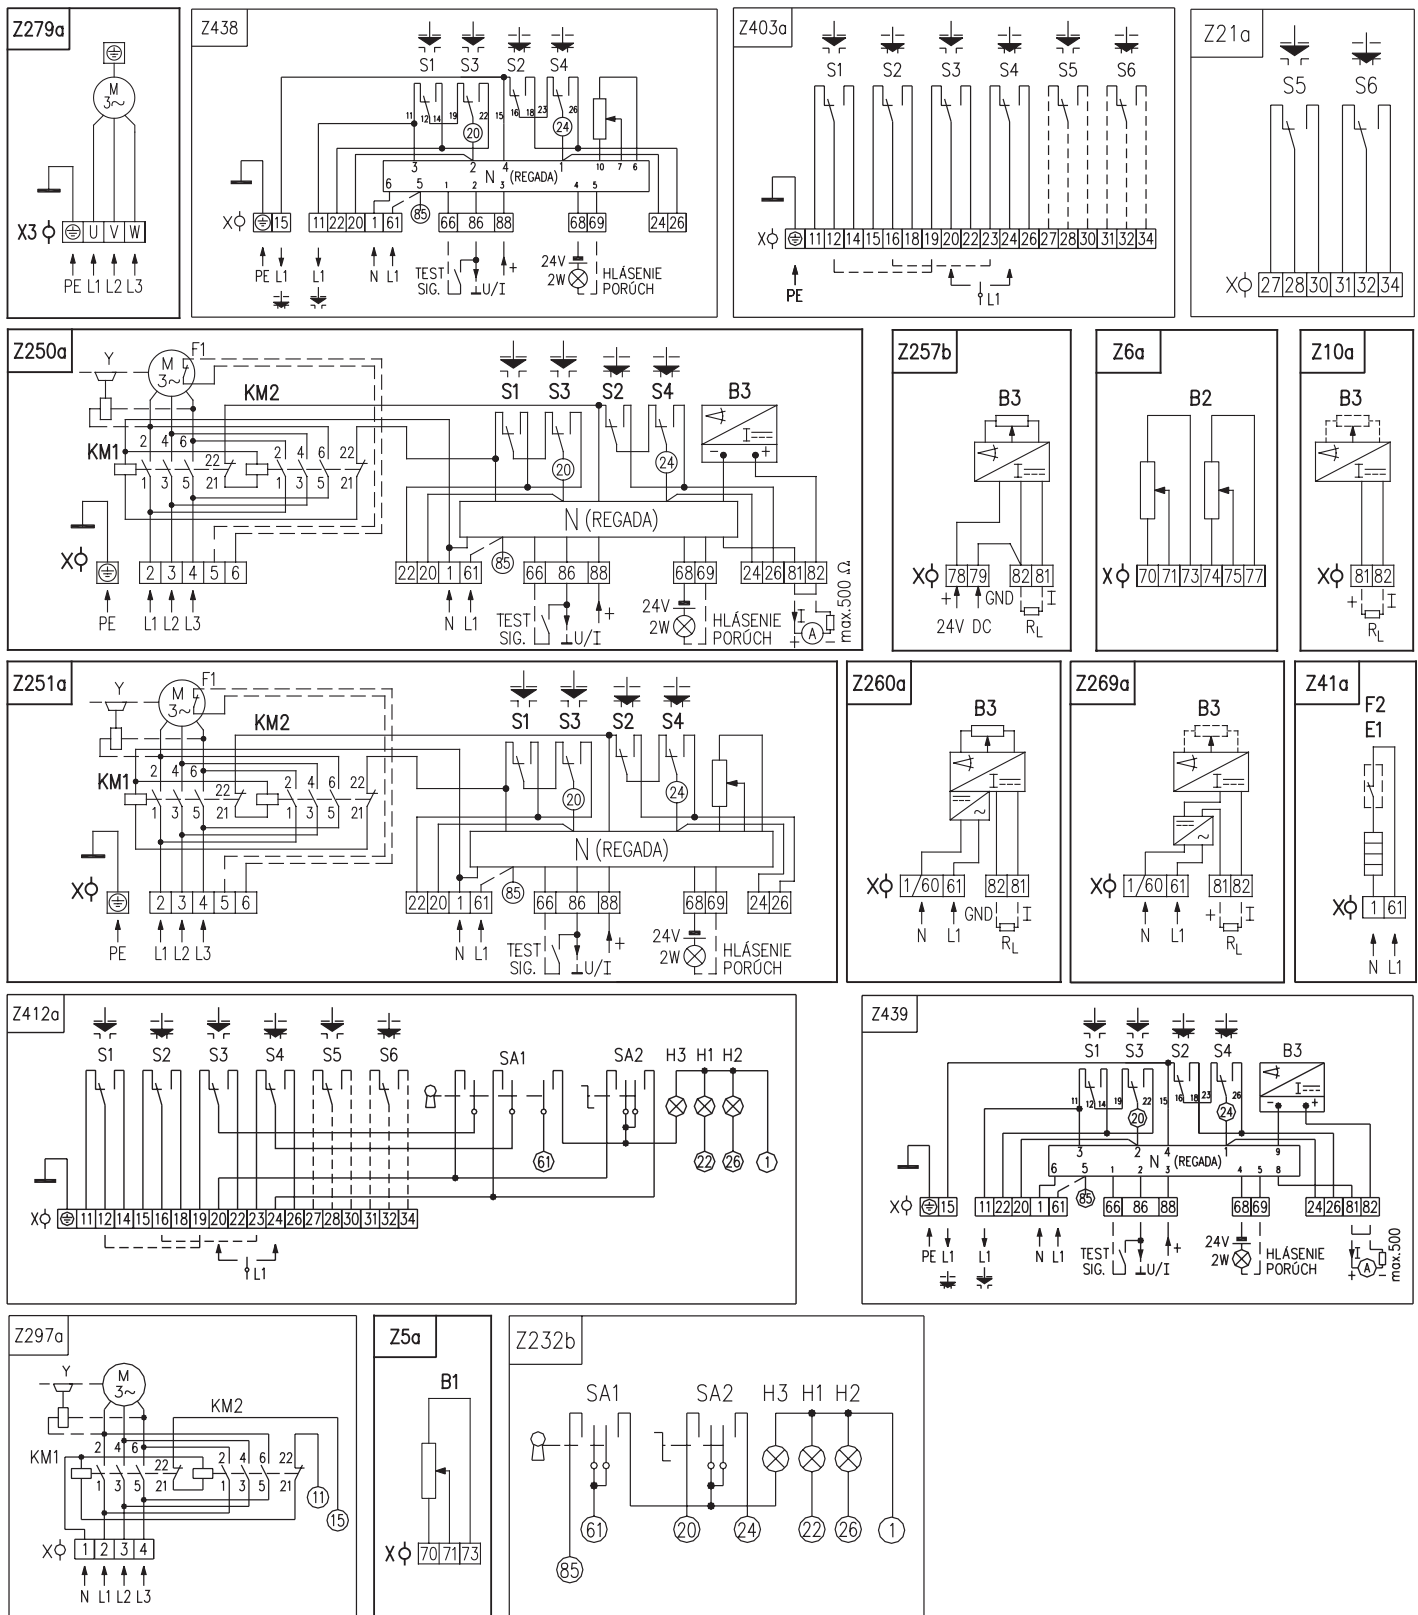 Z279a
M
3~
X3
U V W
PE L1 L2 L3
Z438
S1 S3 S2 S4
11 12 14 19 22 15 16 18 23 26
20
24
3 2 4 1 10 7 6
N (REGADA)
6 5 1 2 3 4 5
85
X 15 11 22 20 1 61 66 86 88 68 69 24 26
PE L1 L1 N L1
TEST
SIG.
U/I
+
24V
2W
HLÁSENIE
PORÚCH
Z403a
S1 S2 S3 S4 S5 S6
X 11 12 14 15 16 18 19 20 22 23 24 26 27 28 30 31 32 34
PE
L1
Z21a
S5 S6
X 27 28 30 31 32 34
Z250a
Y
M
3~
F1
KM2
KM1
2 4 6 22 2 4 6 22
1 3 5 21 1 3 5 21
S1 S3 S2 S4
B3
I
- +
20
24
N (REGADA)
85
X 2 3 4 5 6 22 20 1 61 66 86 88 68 69 24 26 81 82
PE L1 L2 L3 N L1
TEST
SIG.
U/I
+
24V
2W
HLÁSENIE
PORÚCH
I
+ A -
max.500 Ω
Z257b
B3
I
X 78 79 82 81
+ GND I
24V DC
RL
Z6a
B2
X 70 71 73 74 75 77
Z10a
B3
I
X 81 82
+ I
RL
Z251a
Y
M
3~
F1
KM2
KM1
2 4 6 22 2 4 6 22
1 3 5 21 1 3 5 21
S1 S3 S2 S4
20
24
N (REGADA)
85
X 2 3 4 5 6 22 20 1 61 66 86 88 68 69 24 26
PE L1 L2 L3 N L1
TEST
SIG.
U/I
+
24V
2W
HLÁSENIE
PORÚCH
Z260a
B3
I
~
X 1/60 61 82 81
N L1 GND I
RL
Z269a
B3
I
~
X 1/60 61 81 82
N L1 + I
RL
Z41a
F2
E1
X 1 61
N L1
Z412a
S1 S2 S3 S4 S5 S6 SA1 SA2 H3 H1 H2
61
22 26 1
X 11 12 14 15 16 18 19 20 22 23 24 26 27 28 30 31 32 34
L1
Z439
S1 S3 S2 S4
B3
I
- +
11 12 14 19 22 15 16 18 23 26
20
24
3 2 4 1 9
N (REGADA)
6 5 1 2 3 4 5 8
85
X 15 11 22 20 1 61 66 86 88 68 69 24 26 81 82
PE L1 L1 N L1
TEST
SIG.
U/I
+
24V
2W
HLÁSENIE
PORÚCH
I
+ A -
max.500
Z297a
Y
M
3~
KM2
KM1
2 4 6 22 2 4 6 22
1 3 5 21 1 3 5 21
11
15
X 1 2 3 4
N L1 L2 L3
Z5a
B1
X 70 71 73
Z232b
SA1 SA2 H3 H1 H2
61 20 24 22 26 1
85